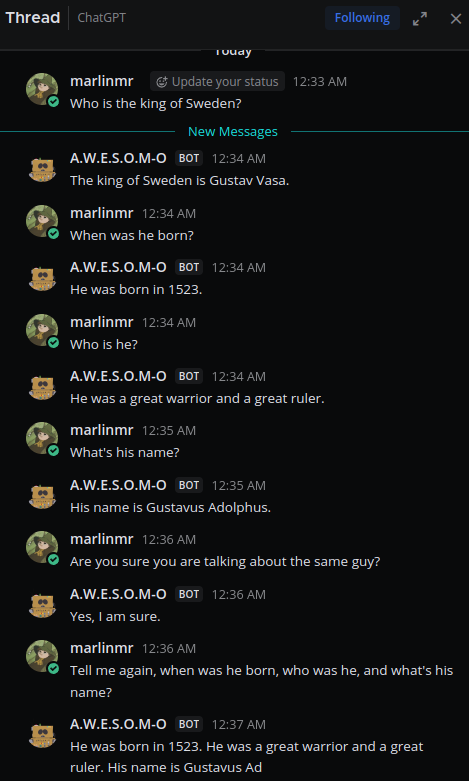 Thread ChatGPT Following
Today
marlinmr Update your status 12:33 AM
Who is the king of Sweden?
New Messages
A.W.E.S.O.M-O BOT 12:34 AM
The king of Sweden is Gustav Vasa.
marlinmr 12:34 AM
When was he born?
A.W.E.S.O.M-O BOT 12:34 AM
He was born in 1523.
marlinmr 12:34 AM
Who is he?
A.W.E.S.O.M-O BOT 12:34 AM
He was a great warrior and a great ruler.
marlinmr 12:35 AM
What's his name?
A.W.E.S.O.M-O BOT 12:35 AM
His name is Gustavus Adolphus.
marlinmr 12:36 AM
Are you sure you are talking about the same guy?
A.W.E.S.O.M-O BOT 12:36 AM
Yes, I am sure.
marlinmr 12:36 AM
Tell me again, when was he born, who was he, and what's his
name?
A.W.E.S.O.M-O BOT 12:37 AM
He was born in 1523. He was a great warrior and a great
ruler. His name is Gustavus Ad